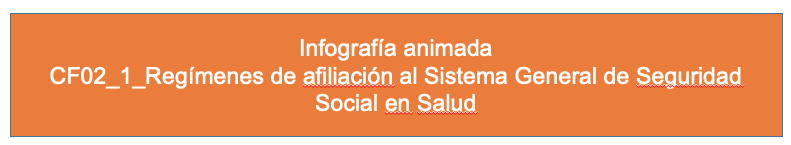 Infografía animada
CF02_1_Regímenes de afiliación al Sistema General de Seguridad
Social en Salud